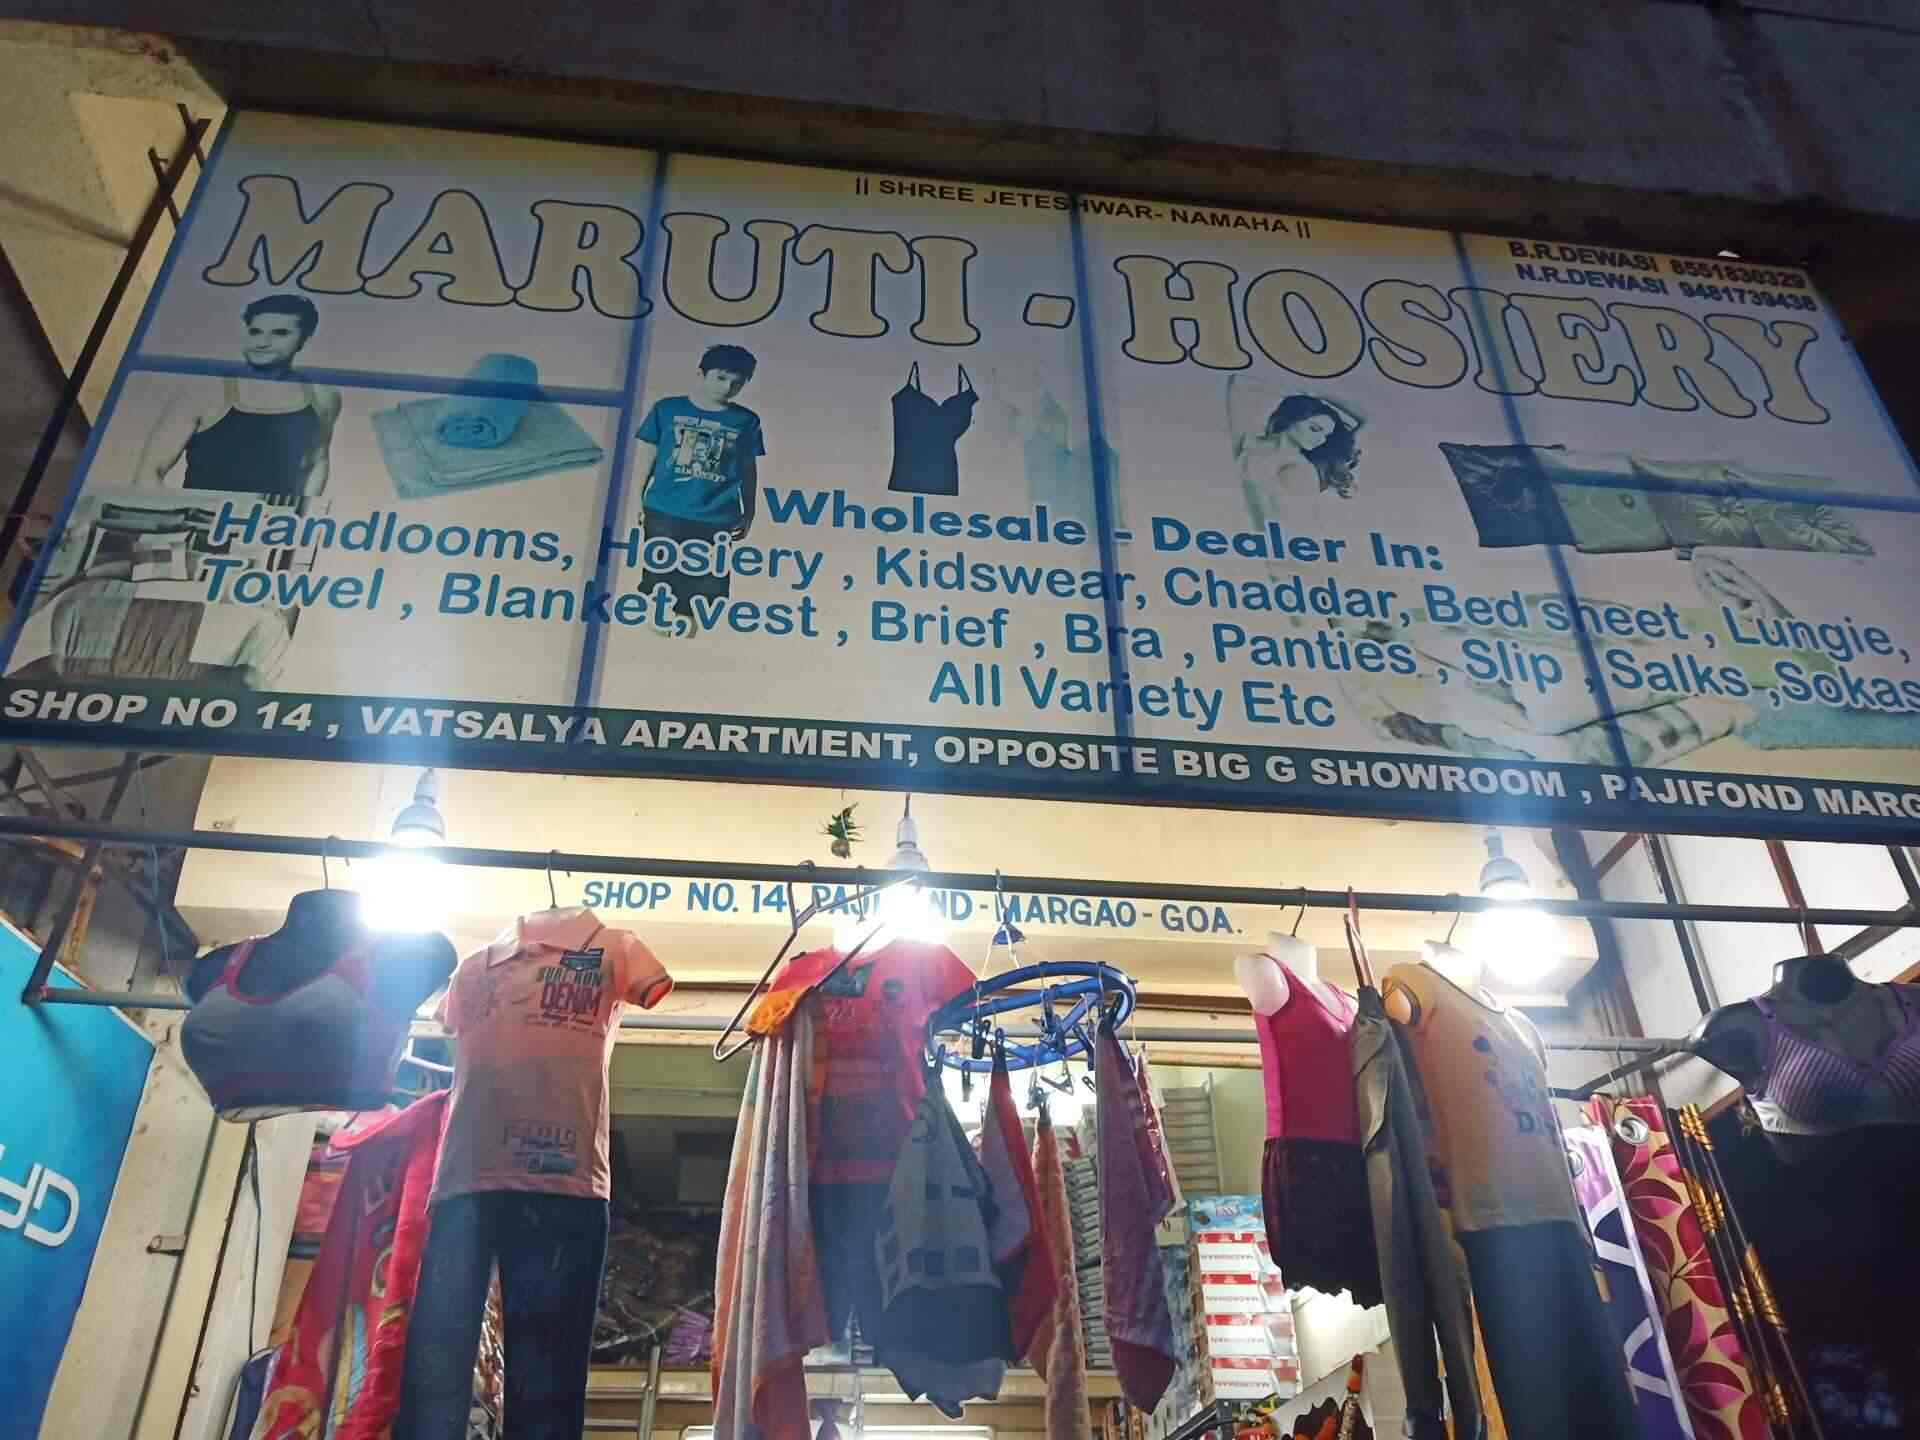 || SHREE JETESHWAR- NAMAHA ||
B.R.DEWASI 8551830329
N.R.DEWASI 9481739438
MARUTI - HOSIERY
Wholesale - Dealer In:
Handlooms, Hosiery , Kidswear, Chaddar, Bed sheet , Lungie,
Towel , Blanket,vest , Brief , Bra , Panties , Slip , Salks ,Sokas
All Variety Etc
SHOP NO 14 , VATSALYA APARTMENT, OPPOSITE BIG G SHOWROOM , PAJIFOND MARG
SHOP NO. 14, PAJIFOND - MARGAO - GOA.
DENIM